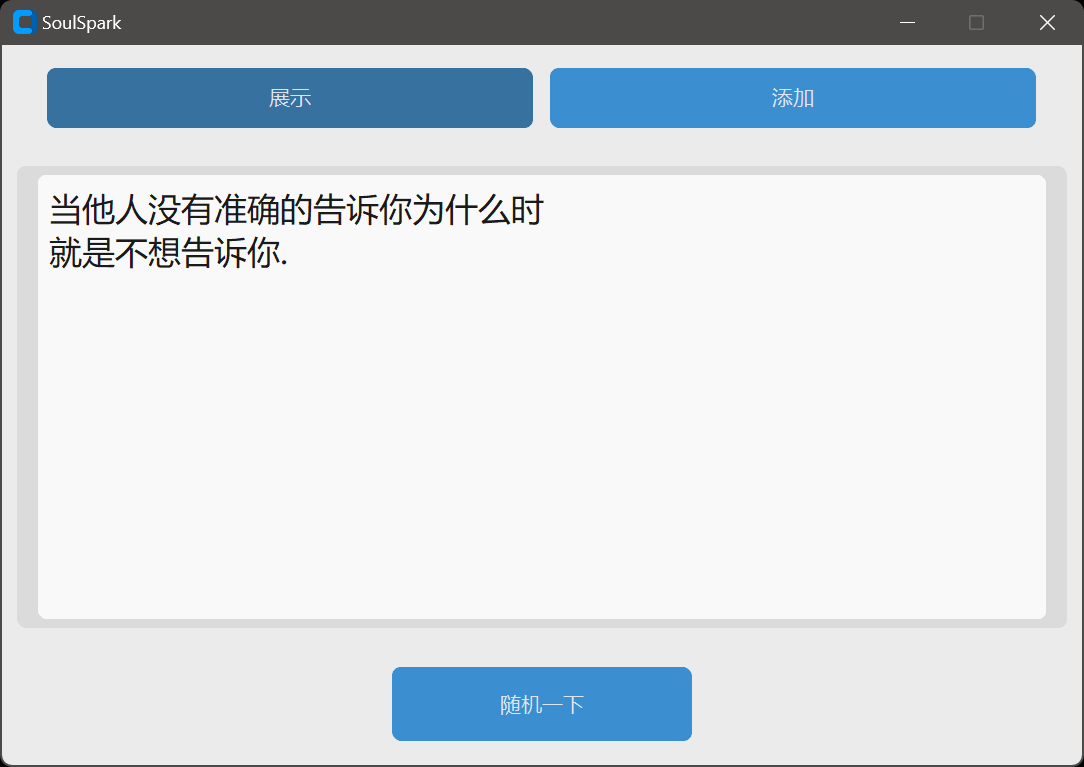 SoulSpark
展示
添加
当他人没有准确的告诉你为什么时
就是不想告诉你.
随机一下